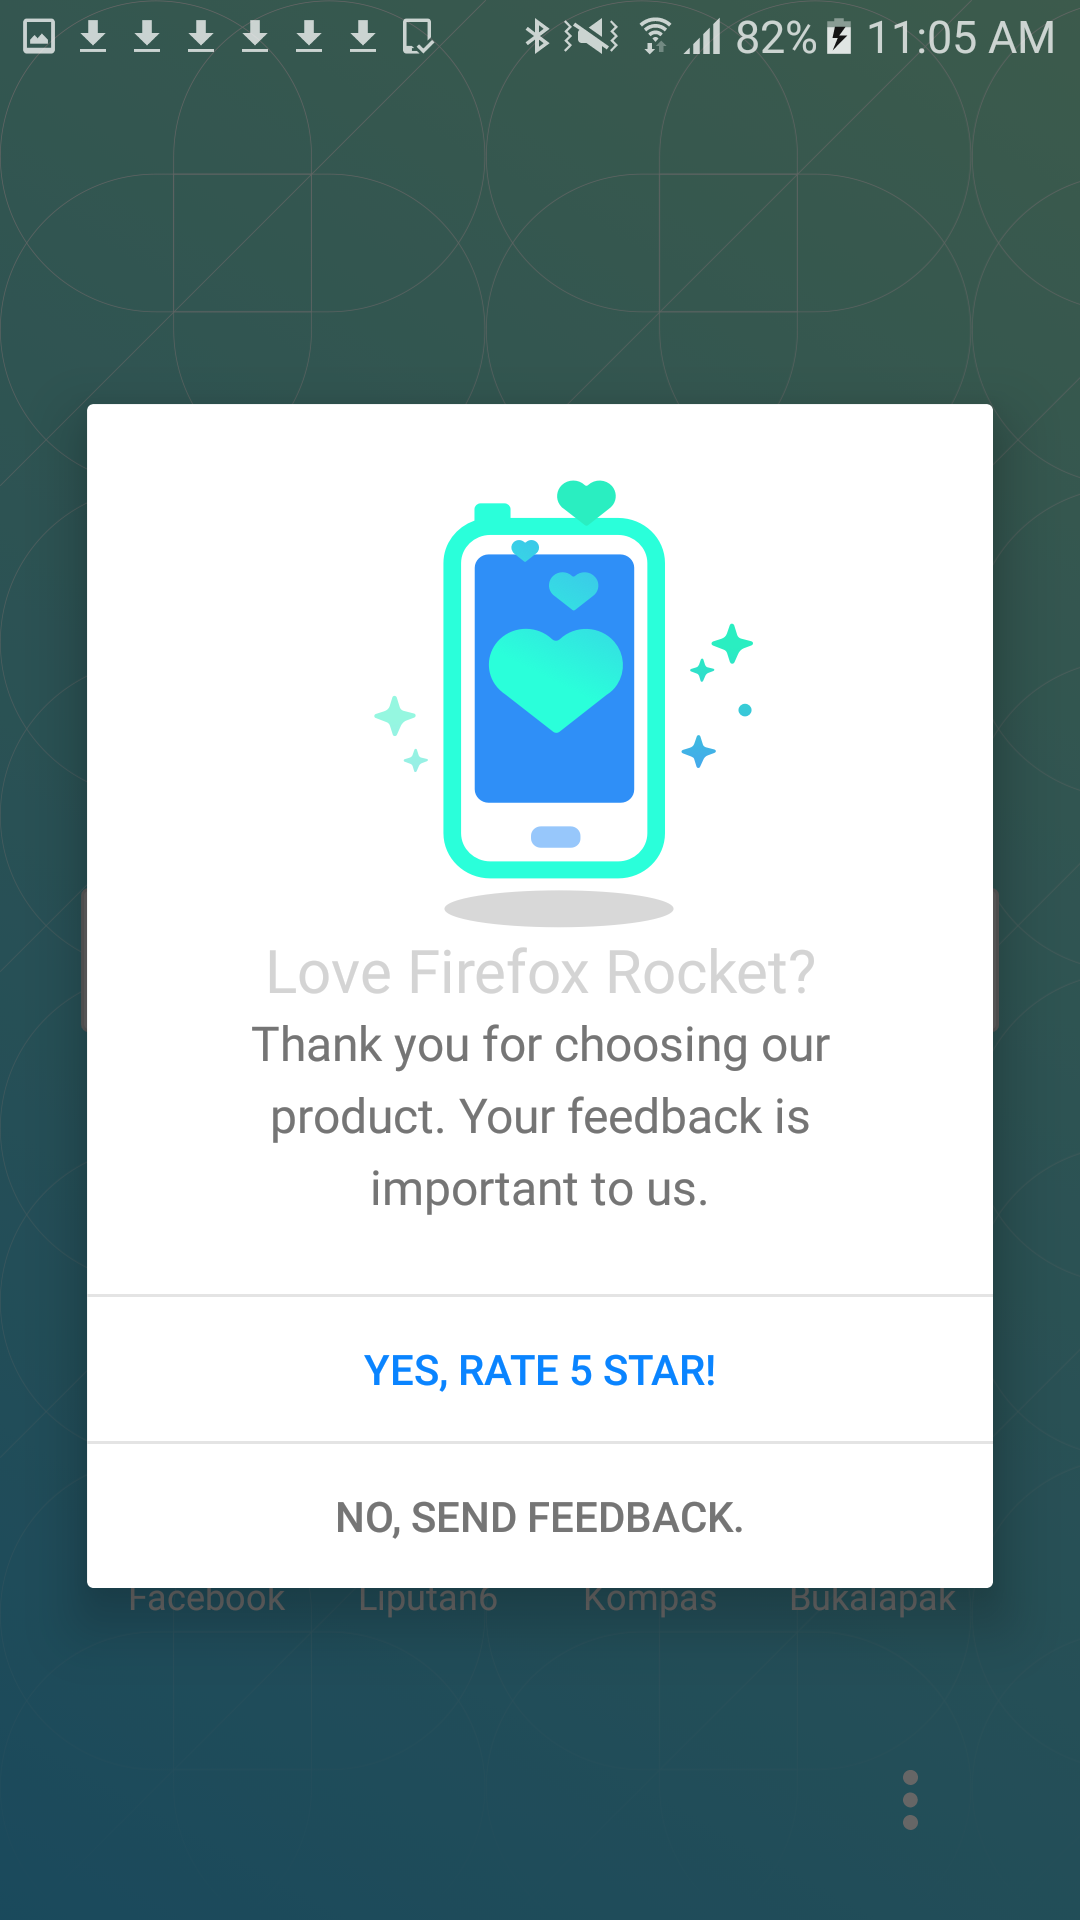 82% 11:05 AM
Love Firefox Rocket?
Thank you for choosing our
product. Your feedback is
important to us.
YES, RATE 5 STAR!
NO, SEND FEEDBACK.
Facebook Liputan6 Kompas Bukalapak